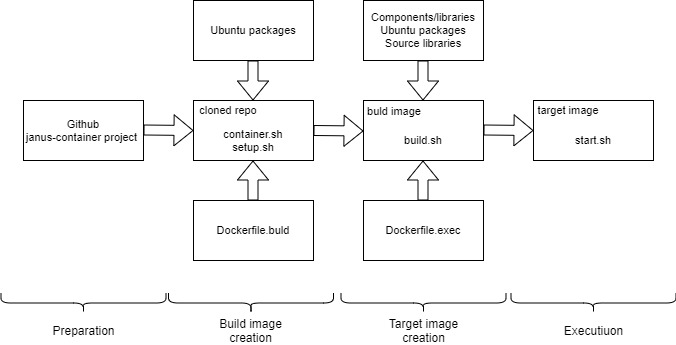 Ubuntu packages
Components/libraries
Ubuntu packages
Source libraries
Github
janus-container project
cloned repo
container.sh
setup.sh
buld image
build.sh
target image
start.sh
Dockerfile.buld
Dockerfile.exec
Preparation
Build image
creation
Target image
creation
Executiuon